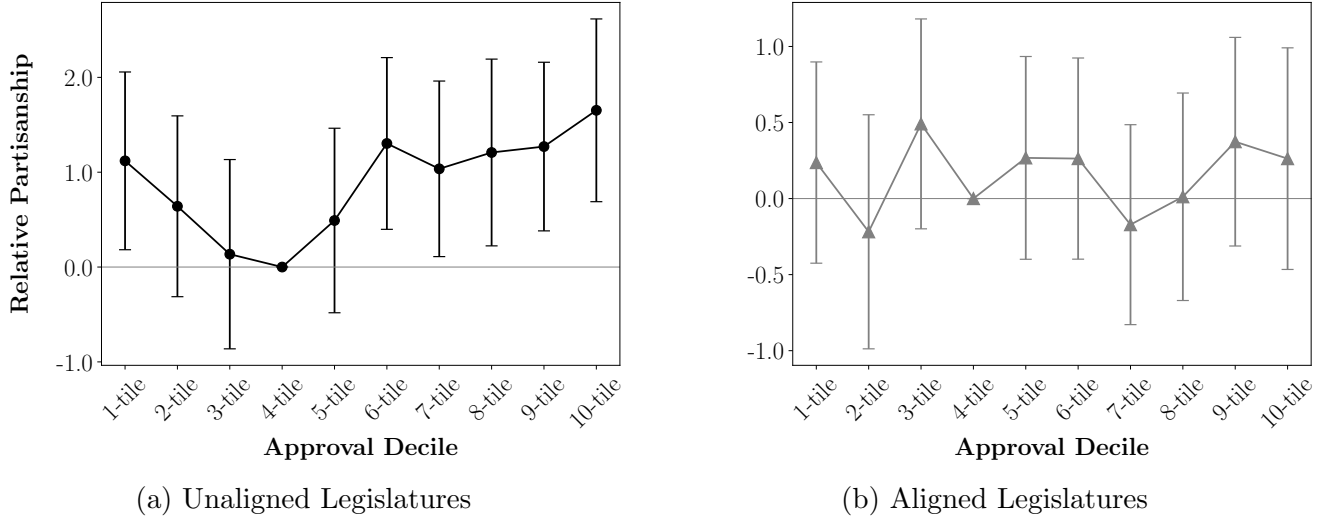 Relative Partisanship
2.0
1.0
0.0
-1.0
1-tile
2-tile
3-tile
4-tile
5-tile
6-tile
7-tile
8-tile
9-tile
10-tile
Approval Decile
(a) Unaligned Legislatures
1.0
0.5
0.0
-0.5
-1.0
1-tile
2-tile
3-tile
4-tile
5-tile
6-tile
7-tile
8-tile
9-tile
10-tile
Approval Decile
(b) Aligned Legislatures